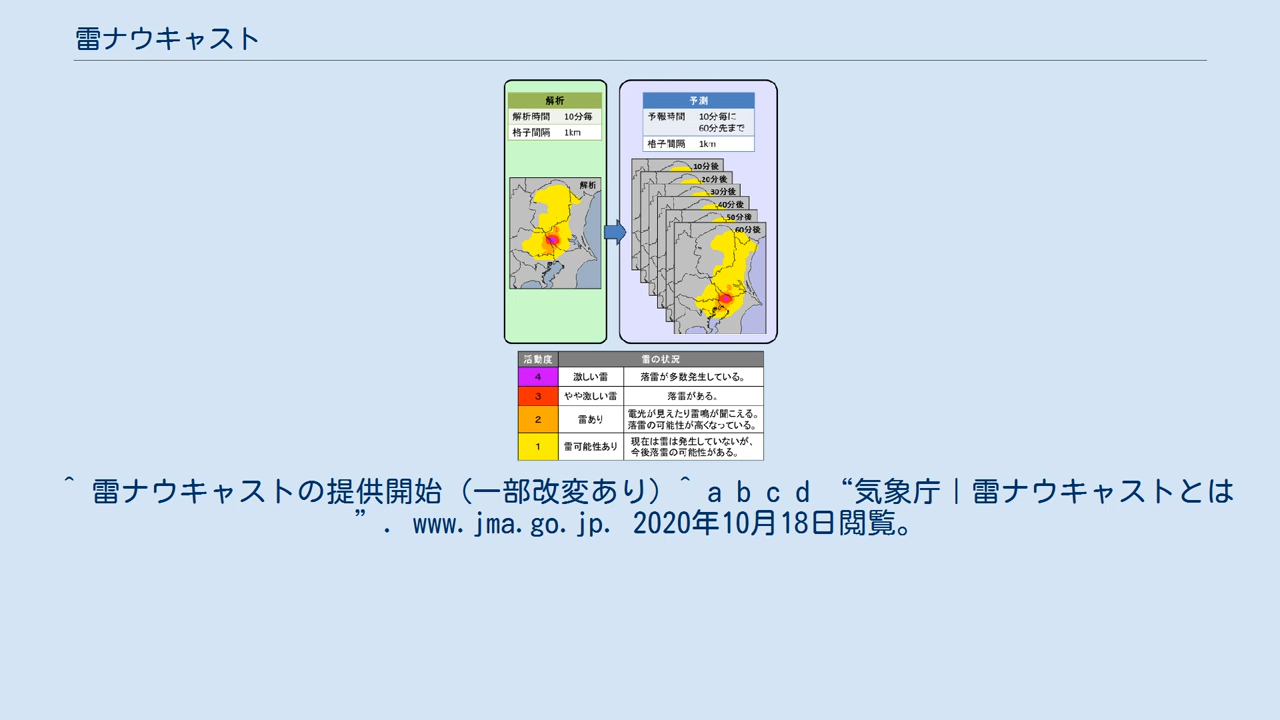 雷ナウキャスト
解析
解析時間 10分毎
格子間隔 1km
解析
予測
予報時間 10分毎に
60分先まで
格子間隔 1km
10分後
20分後
30分後
40分後
50分後
60分後
活動度 雷の状況
4 激しい雷 落雷が多数発生している。
3 やや激しい雷 落雷がある。
2 雷あり 電光が見えたり雷鳴が聞こえる。
落雷の可能性が高くなっている。
1 雷可能性あり 現在は雷は発生していないが、
今後落雷の可能性がある。
^ 雷ナウキャストの提供開始（一部改変あり）^ a b c d “気象庁｜雷ナウキャストとは
”. www.jma.go.jp. 2020年10月18日閲覧。